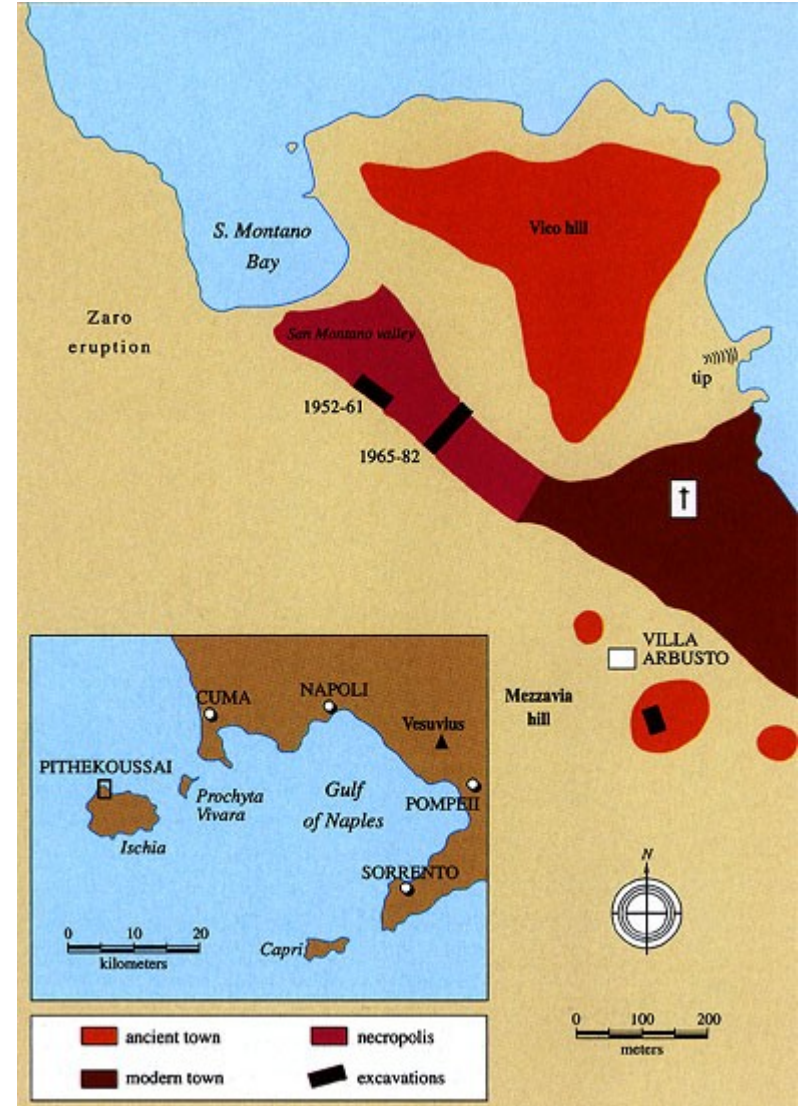 S. Montano
Bay
Vico hill
Zaro
eruption
San Montano valley
tip
1952-61
1965-82
VILLA
ARBUSTO
Mezzavia
hill
CUMA
NAPOLI
Vesuvius
PITHEKOUSSAI
Prochyta
Vivara
Gulf
of Naples
POMPEII
Ischia
SORRENTO
Capri
0 10 20
kilometers
N
0 100 200
meters
ancient town
necropolis
modern town
excavations